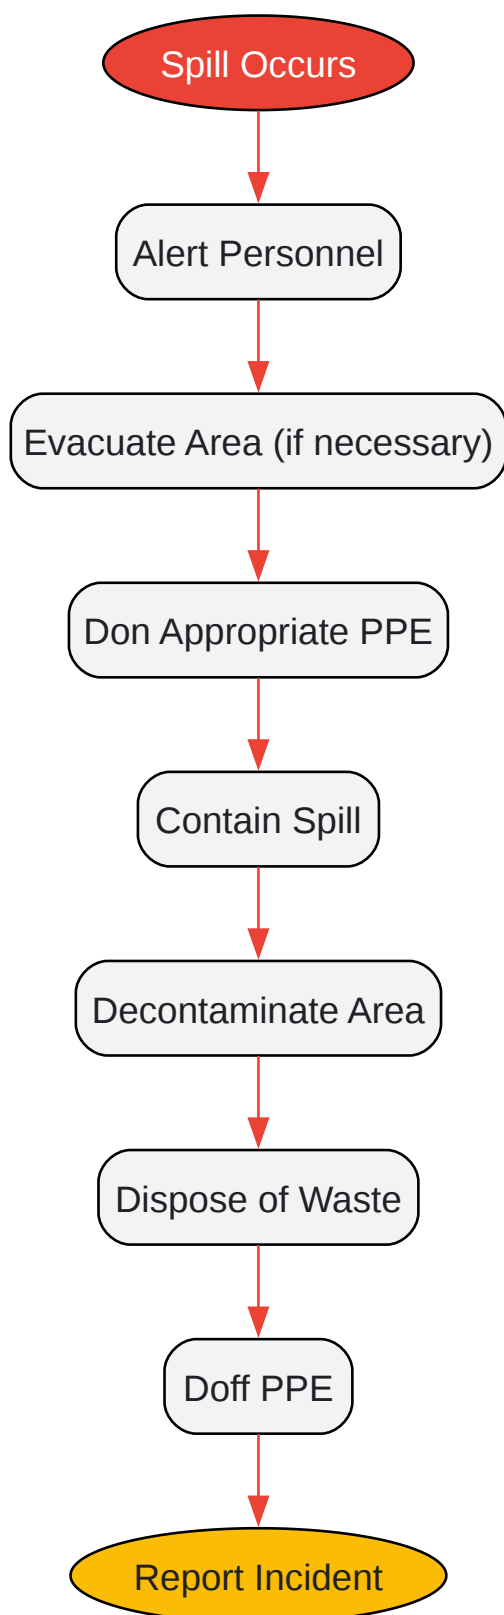 Spill Occurs
Alert Personnel
Evacuate Area (if necessary)
Don Appropriate PPE
Contain Spill
Decontaminate Area
Dispose of Waste
Doff PPE
Report Incident